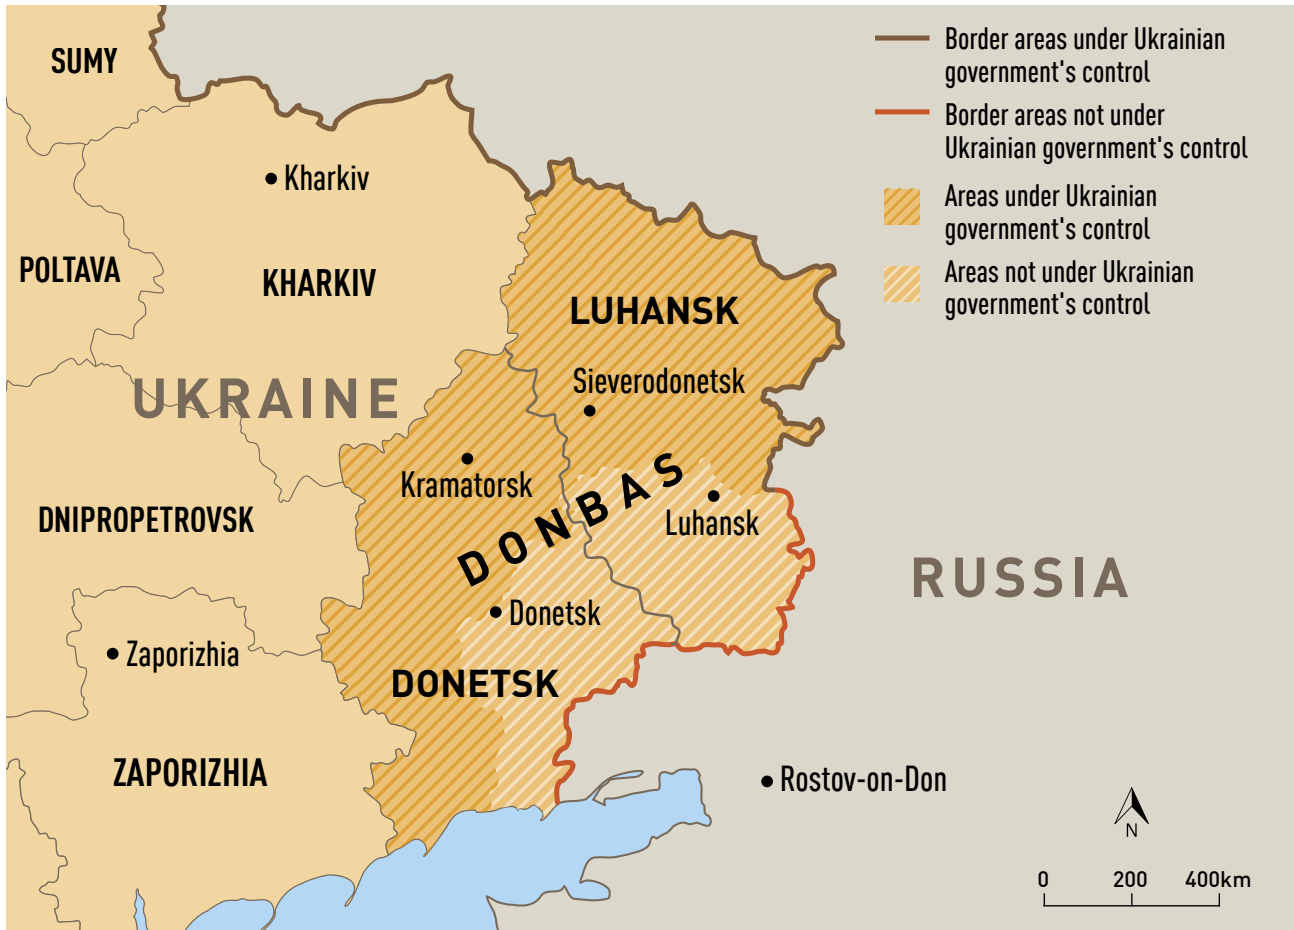 SUMY
Border areas under Ukrainian
government's control
Border areas not under
Ukrainian government's control
Areas under Ukrainian
government's control
Areas not under Ukrainian
government's control
Kharkiv
POLTAVA
KHARKIV
LUHANSK
UKRAINE
Sieverodonetsk
Kramatorsk
DONBAS
Luhansk
DNIPROPETROVSK
RUSSIA
Donetsk
Zaporizhia
DONETSK
ZAPORIZHIA
Rostov-on-Don
N
0 200 400km